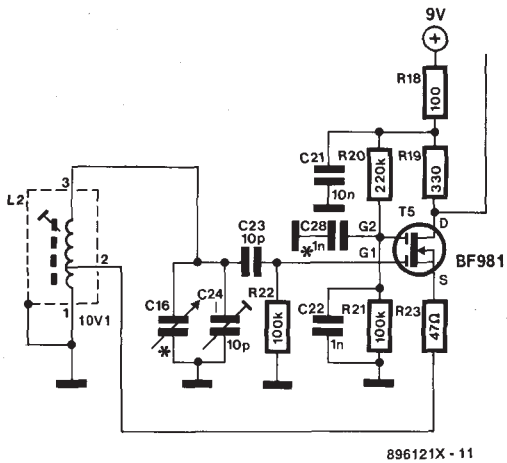 9V
R18
100
C21
10n
R20
220k
R19
330
3
L2
2
1
10V1
C23
10p
C28
*
1n
G2
G1
T5
D
S
BF981
C16
*
C24
10p
R22
100k
C22
1n
R21
100k
R23
47Ω
896121X - 11